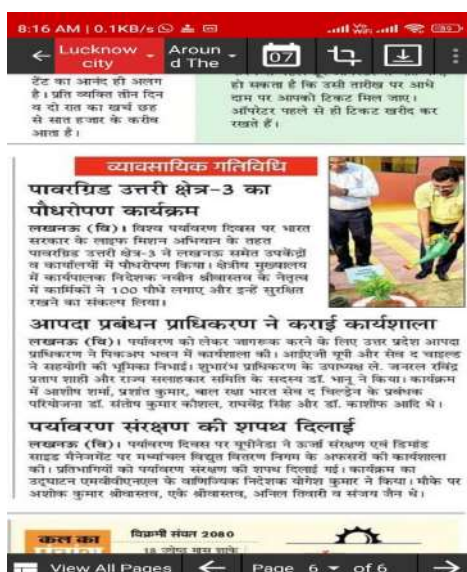 8:16 AM | 0.1KB/s
Lucknow city
Aroun d The
07
टेंट का आनंद ही अलग
है। प्रति व्यक्ति तीन दिन
व दो रात का खर्च छह
से सात हजार के करीब
आता है।
हो सकता है कि उसी तारीख पर आधे
दाम पर आपको टिकट मिल जाए।
ऑपरेटर पहले से ही टिकट खरीद कर
रखते हैं।
व्यावसायिक गतिविधि
पावरग्रिड उत्तरी क्षेत्र-3 का
पौधरोपण कार्यक्रम
लखनऊ (वि)। विश्व पर्यावरण दिवस पर भारत
सरकार के लाइफ मिशन अभियान के तहत
पावरग्रिड उत्तरी क्षेत्र-3 ने लखनऊ समेत उपकेंद्रों
व कार्यालयों में पौधरोपण किया। क्षेत्रीय मुख्यालय
में कार्यपालक निदेशक नवीन श्रीवास्तव के नेतृत्व
में कार्मिकों ने 100 पौधे लगाए और इन्हें सुरक्षित
रखने का संकल्प लिया।
आपदा प्रबंधन प्राधिकरण ने कराई कार्यशाला
लखनऊ (वि)। पर्यावरण को लेकर जागरूक करने के लिए उत्तर प्रदेश आपदा
प्राधिकरण ने पिकअप भवन में कार्यशाला की। आईएजी यूपी और सेव द चाइल्ड
ने सहयोगी की भूमिका निभाई। शुभारंभ प्राधिकरण के उपाध्यक्ष ले. जनरल रविंद्र
प्रताप शाही और राज्य सलाहकार समिति के सदस्य डॉ. भानू ने किया। कार्यक्रम
में आशीष शर्मा, प्रशांत कुमार, बाल रक्षा भारत सेव द चिल्ड्रेन के प्रबंधक
परियोजना डॉ. संतोष कुमार कौशल, राघवेंद्र सिंह और डॉ. काशीफ आदि थे।
पर्यावरण संरक्षण की शपथ दिलाई
लखनऊ (वि)। पर्यावरण दिवस पर यूपीनेडा ने ऊर्जा संरक्षण एवं डिमांड
साइड मैनेजमेंट पर मध्यांचल विद्युत वितरण निगम के अफसरों की कार्यशाला
की। प्रतिभागियों को पर्यावरण संरक्षण की शपथ दिलाई गई। कार्यक्रम का
उद्घाटन एमवीवीएनएल के वाणिज्यिक निदेशक योगेश कुमार ने किया। मौके पर
अशोक कुमार श्रीवास्तव, एके श्रीवास्तव, अनिल तिवारी व संजय जैन थे।
कल का
विक्रमी संवत 2080
18 ज्येष्ठ मास शाके
View All Pages
Page 6 of 6